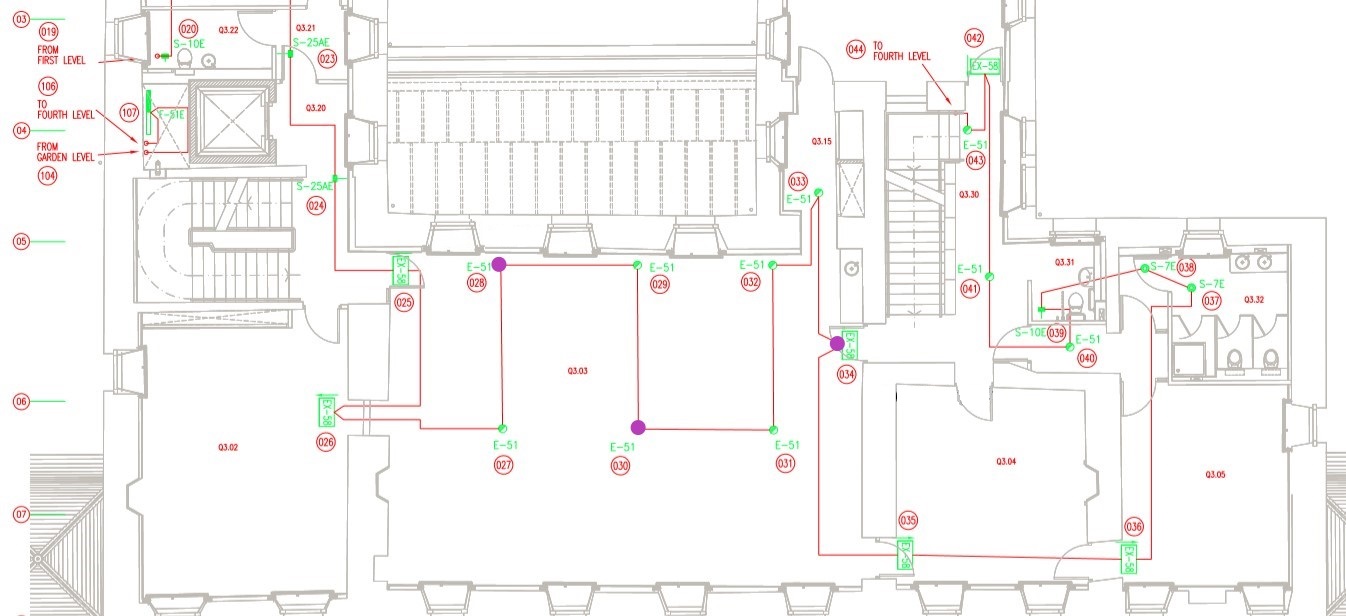 03
019
FROM
FIRST LEVEL
020
Q3.22
S-10E
Q3.21
S-25AE
023
106
TO
FOURTH LEVEL
107
E-51E
Q3.20
04
FROM
GARDEN LEVEL
104
S-25AE
024
044
TO
FOURTH LEVEL
042
EX-58
Q3.15
E-51
043
033
E-51
Q3.30
05
EX-58
025
E-51
028
E-51
029
E-51
032
E-51
041
Q3.31
S-7E
038
S-7E
037
Q3.32
S-10E
039
E-51
040
EX-58
034
Q3.03
06
EX-58
026
Q3.02
E-51
027
E-51
030
E-51
031
Q3.04
Q3.05
07
035
EX-58
036
EX-58